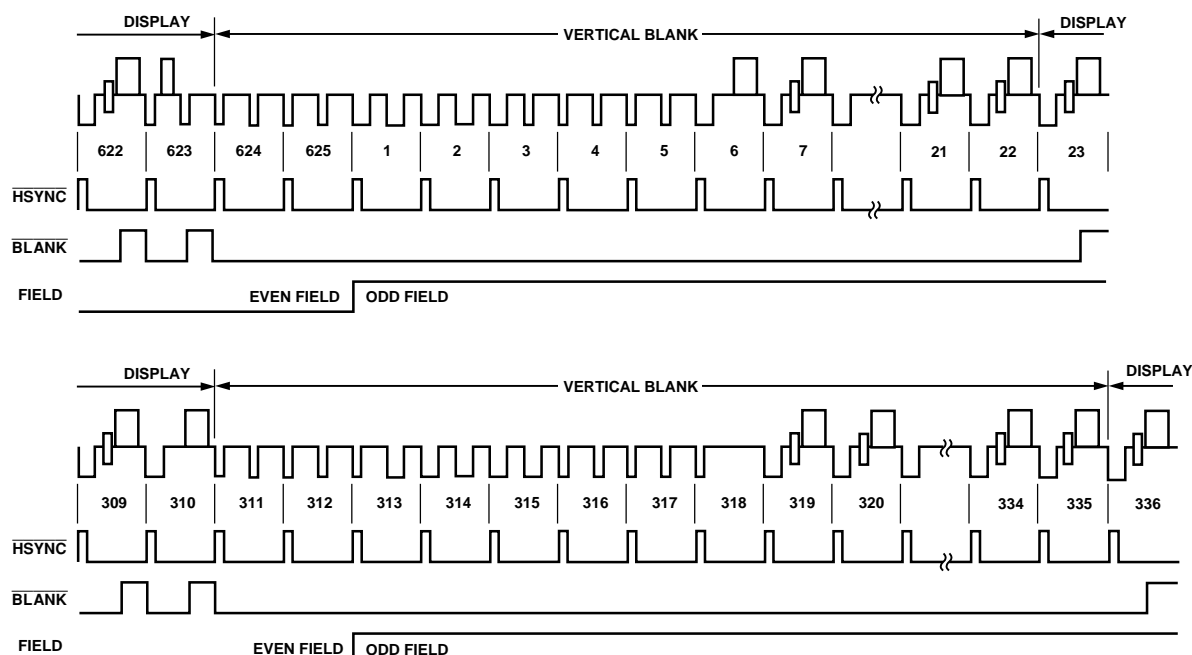 DISPLAY VERTICAL BLANK DISPLAY
622 623 624 625 1 2 3 4 5 6 7 21 22 23
HSYNC
BLANK
FIELD EVEN FIELD ODD FIELD
DISPLAY VERTICAL BLANK DISPLAY
309 310 311 312 313 314 315 316 317 318 319 320 334 335 336
HSYNC
BLANK
FIELD EVEN FIELD ODD FIELD